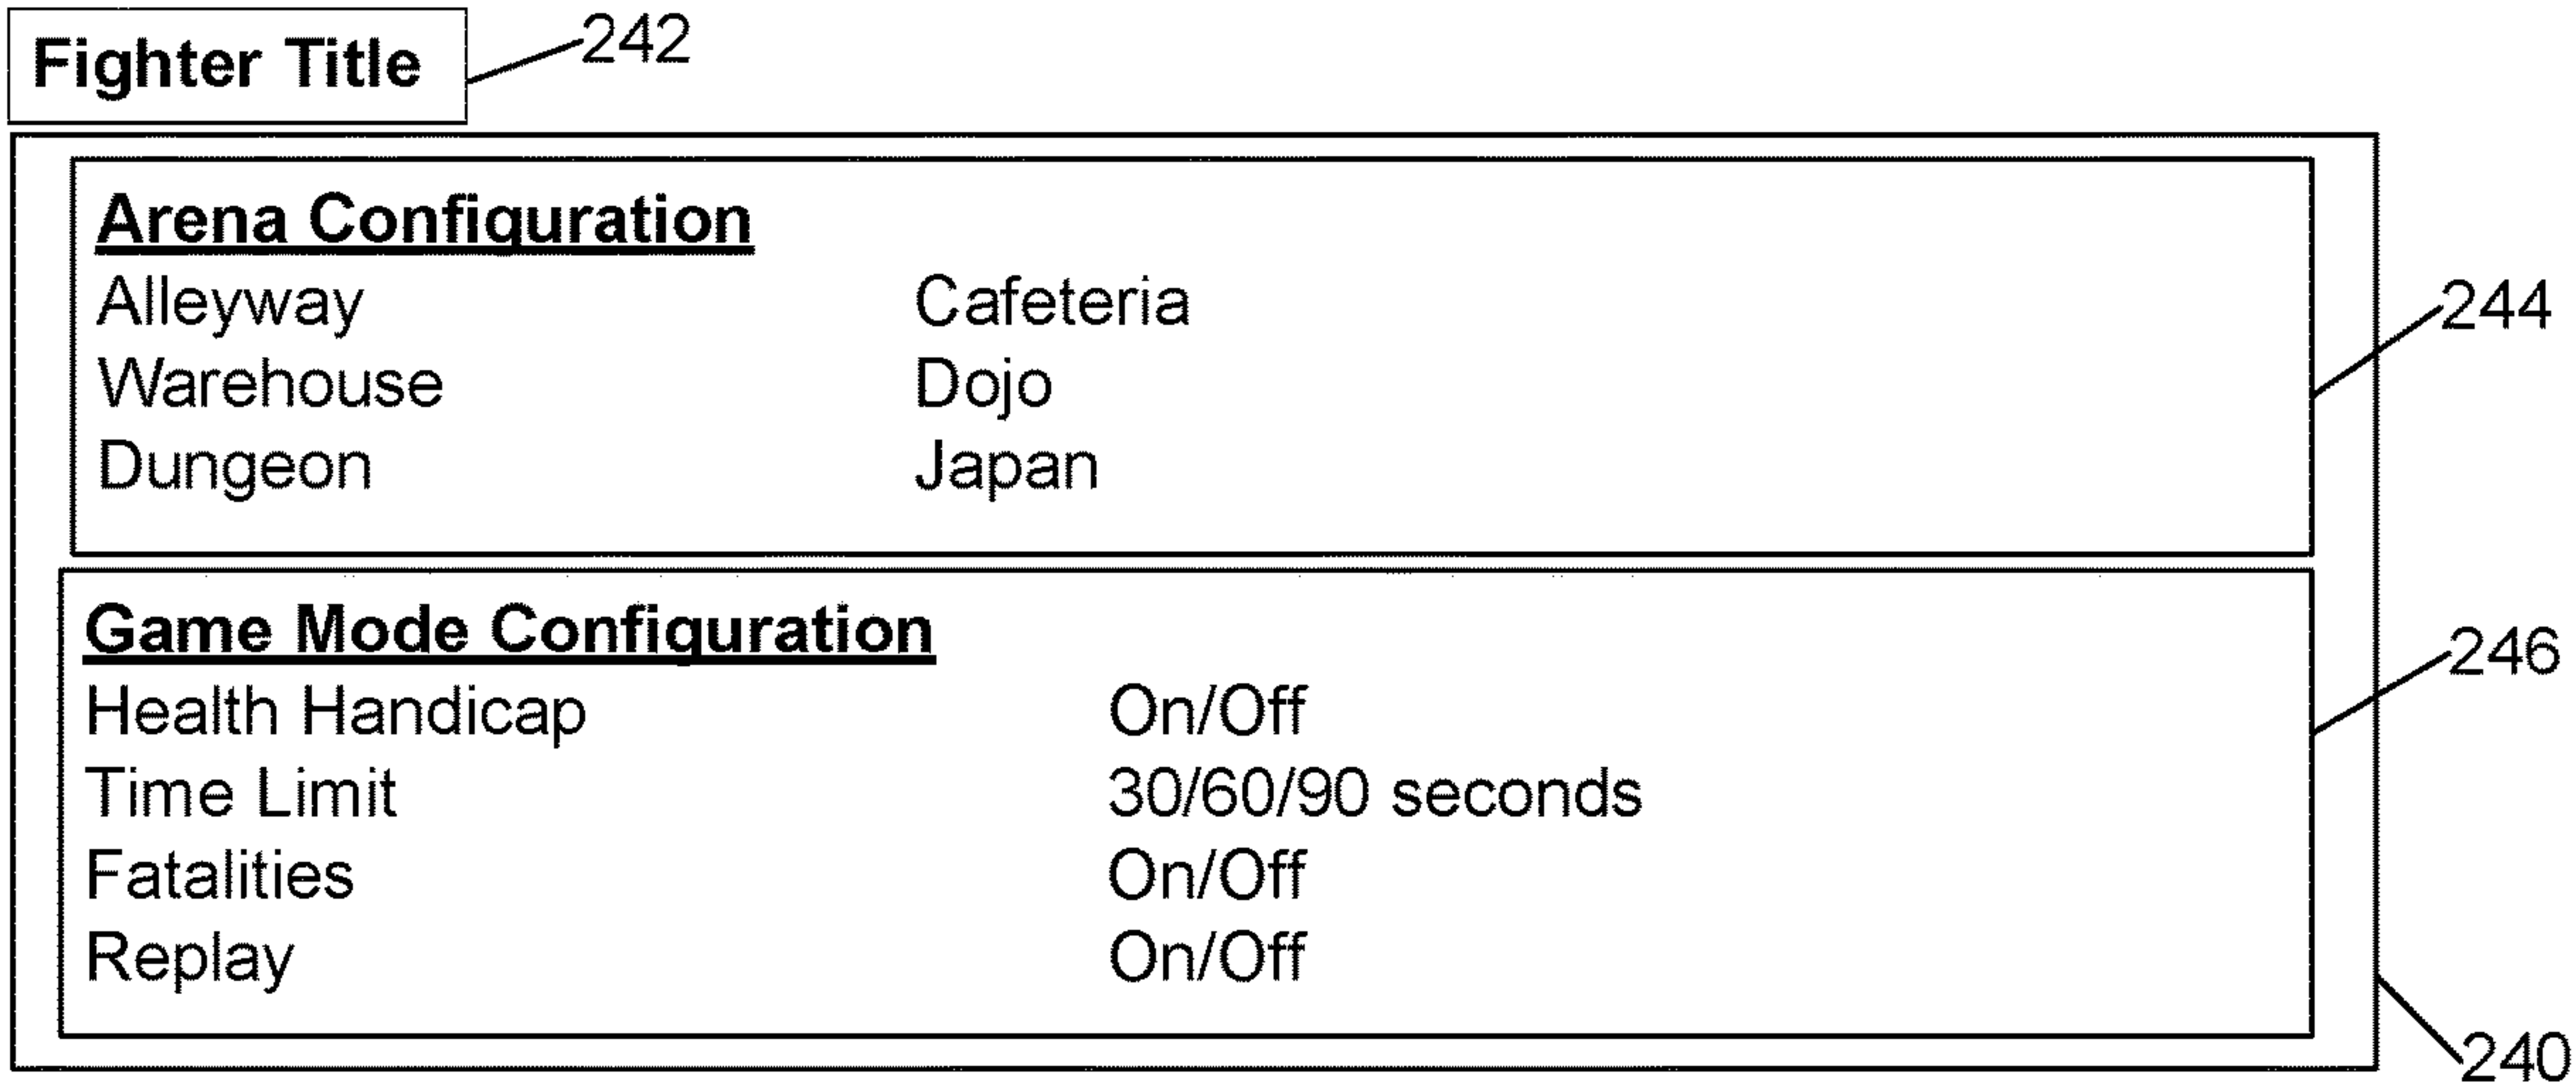 Fighter Title
242
Arena Configuration
Alleyway Cafeteria
244
Warehouse Dojo
Dungeon Japan
Game Mode Configuration
246
Health Handicap On/Off
Time Limit 30/60/90 seconds
Fatalities On/Off
Replay On/Off
240